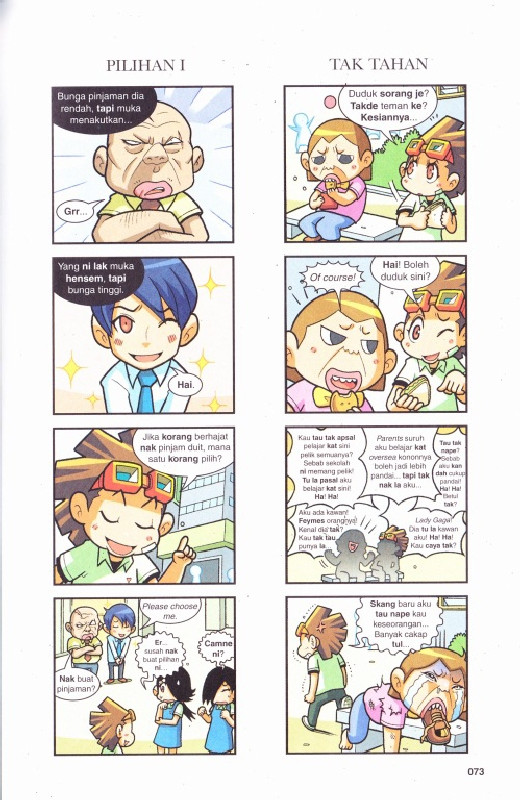 PILIHAN I
Bunga pinjaman dia
rendah, tapi muka
menakutkan...
Grr...
Yang ni lak muka
hensem, tapi
bunga tinggi.
Hai.
Jika korang berhajat
nak pinjam duit, mana
satu korang pilih?
Please choose
me.
Er...
susah nak
buat pilihan
ni...
Camne
ni?
Nak buat
pinjaman?
TAK TAHAN
Duduk sorang je?
Takde teman ke?
Kesiannya...
Of course!
Haii! Boleh
duduk sini?
Kau tau tak apsal
pelajar kat sini
pelik semuanya?
Sebab sekolah
ni memang pelik!
Tu la pasal aku
belajar kat sini!
Ha! Ha!
Parents suruh
aku belajar kat
oversea kononnya
boleh jadi lebih
pandai... tapi tak
nak la aku...
Tau tak
nape?
Sebab
aku kan
dah cukup
pandai!
Ha! Ha!
Betul
tak?
Aku ada kawan!
Feymes orangnya!
Kenal dia tak?
Kau tak tau
punya la...
Lady Gaga!
Dia tu la kawan
aku! Ha! Ha!
Kau caya tak?
Skang baru aku
tau nape kau
keseorangan...
Banyak cakap
tul...
073